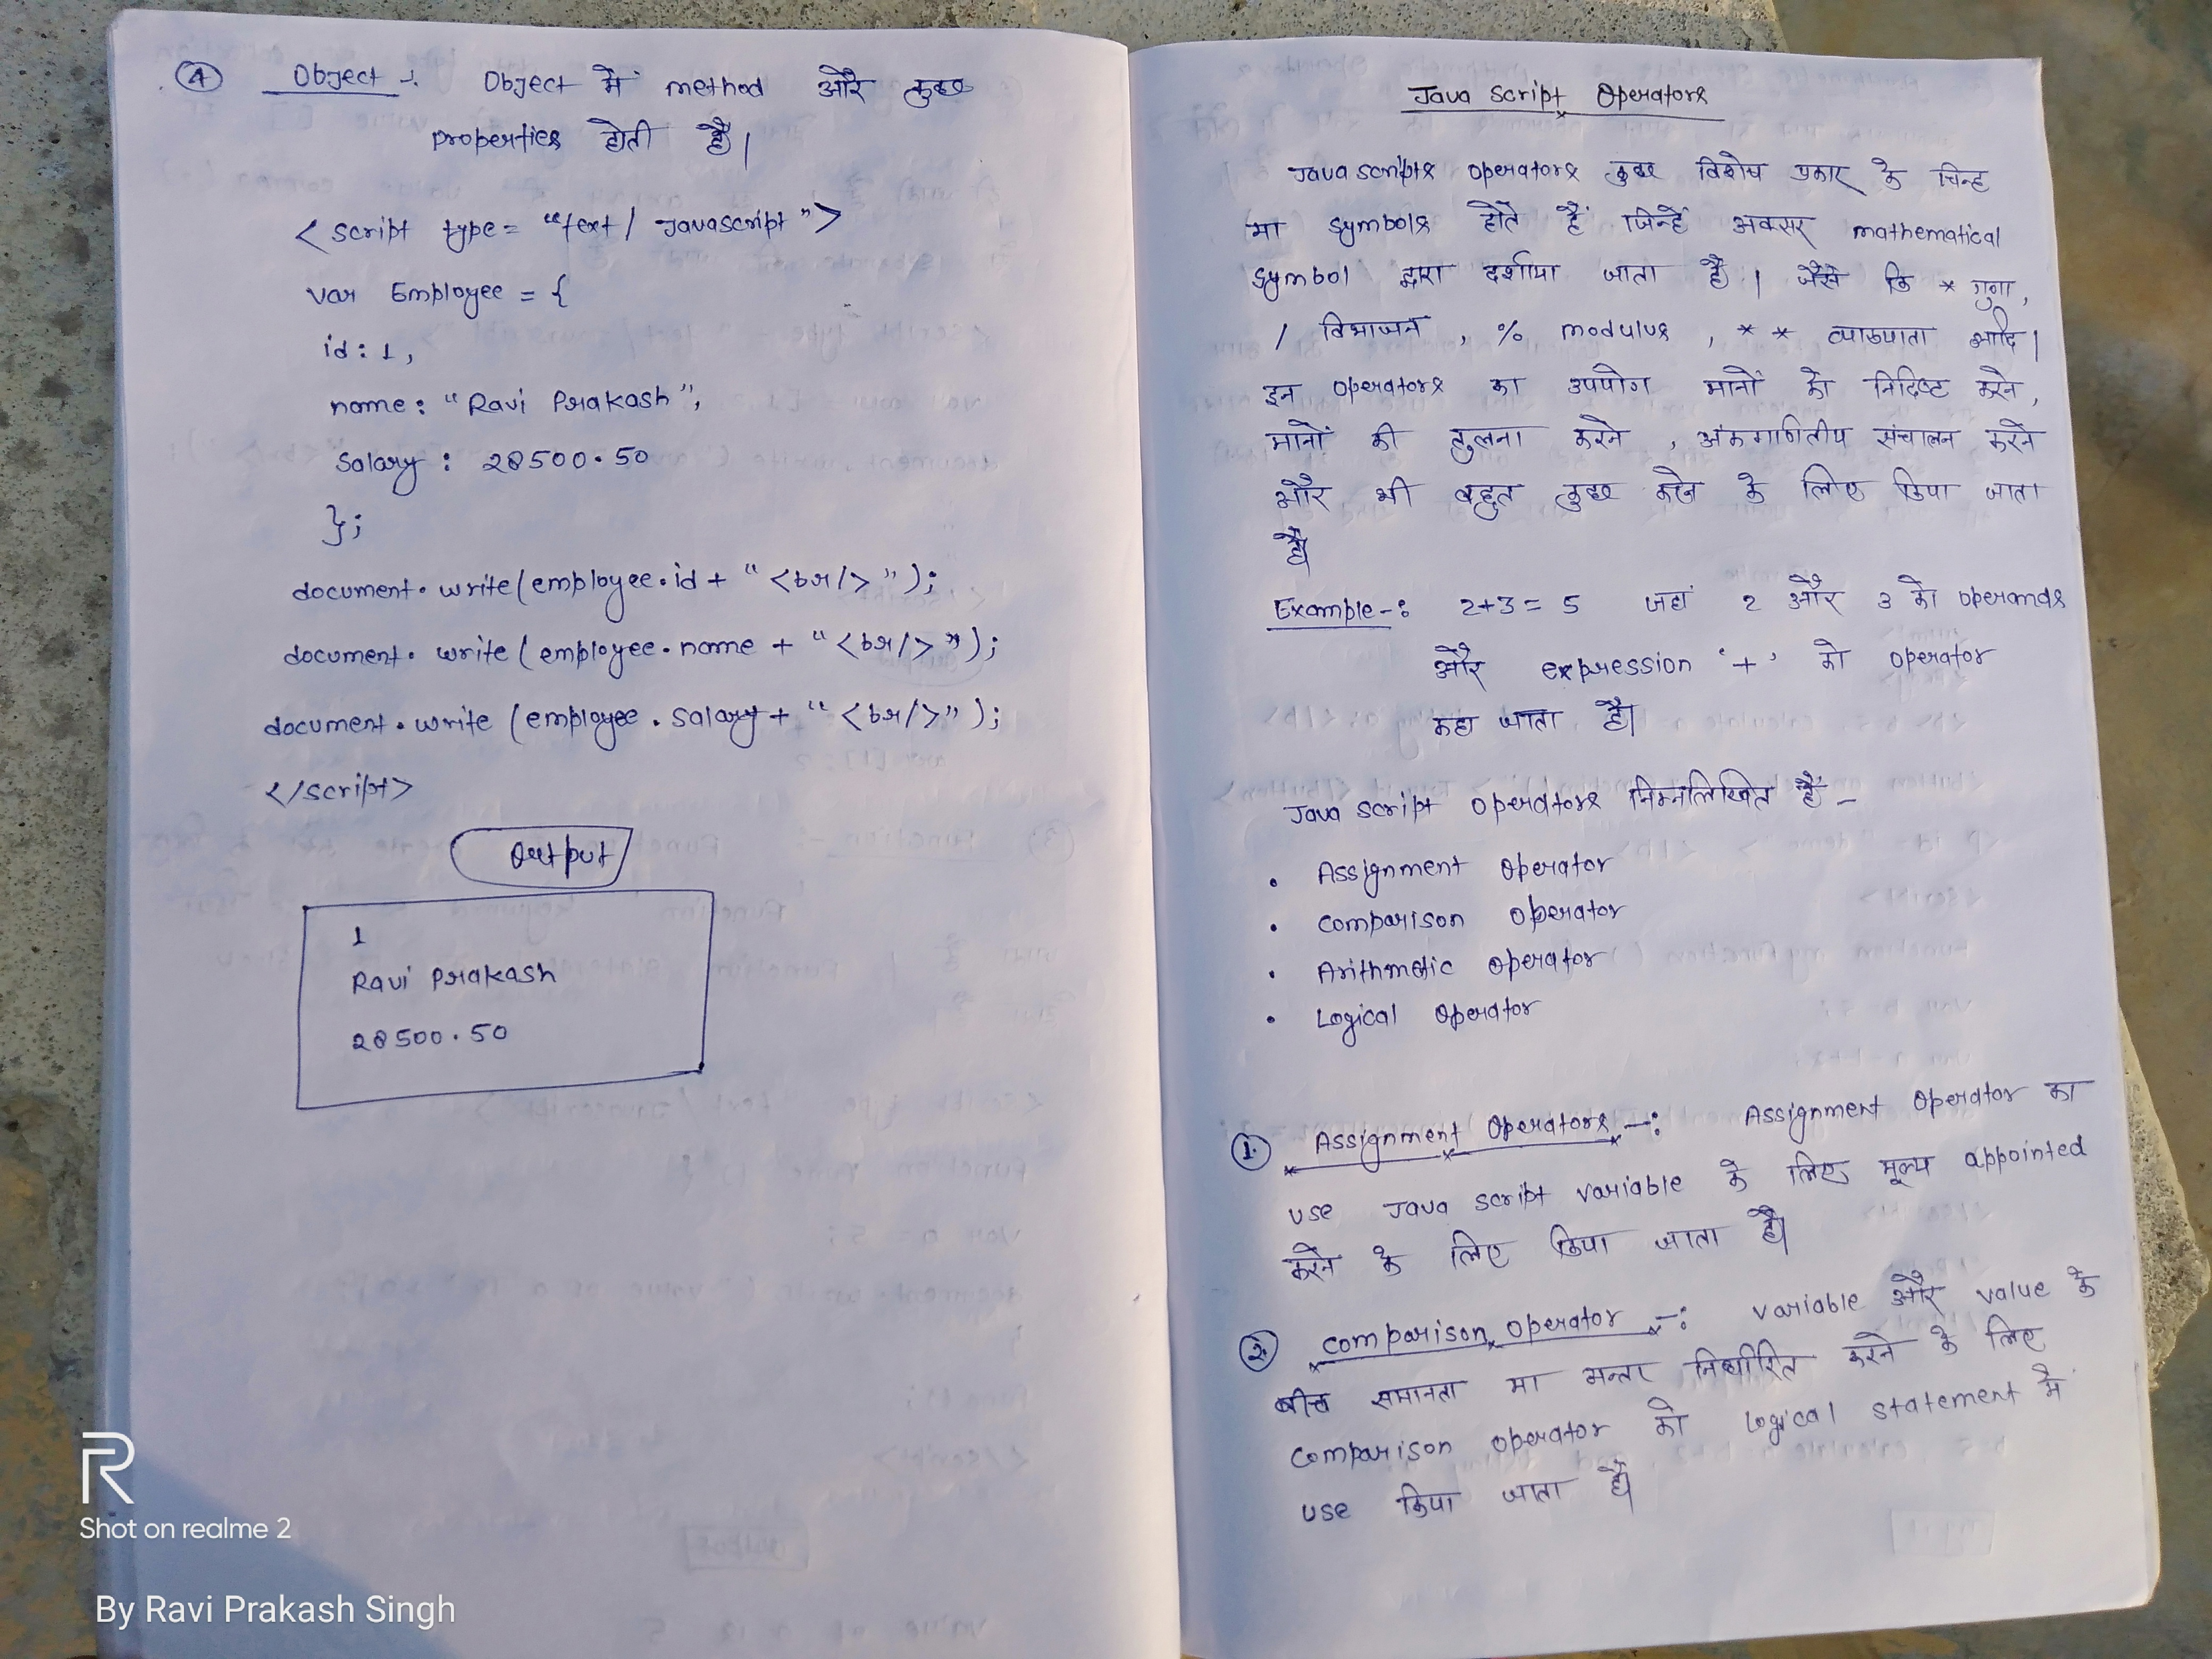 4 Object -: Object में method और कुछ
properties होती है।
<script type= "text/Javascript">
var Employee = {
id: 1,
name: "Ravi Prakash",
Salary: 28500.50
};
document.write(employee.id + "<br/>");
document.write(employee.name + "<br/>");
document.write(employee.salary + "<br/>");
</script>
Output
1
Ravi Prakash
28500.50
Java Script Operators
Java scripts operators कुछ विशेष प्रकार के चिन्ह
या symbols होते हैं जिन्हें अक्सर mathematical
symbol द्वारा दर्शाया जाता है। जैसे कि * गुणा,
/ विभाजन, % modulus, ** आदि।
इन operators का उपयोग मानों को निर्दिष्ट करने,
मानों की तुलना करने, अंकगणितीय संचालन करने
और भी बहुत कुछ करने के लिए किया जाता
है।
Example-: 2+3= 5 जहां 2 और 3 को operands
और expression '+' को operator
कहा जाता है।
Java script operators निम्नलिखित हैं -
• Assignment operator
• Comparison operator
• Arithmetic operator
• Logical operator
1. Assignment Operators -: Assignment operator का
use Java script variable के लिए मूल्य appointed
करने के लिए किया जाता है।
2. Comparison operator -: variable और value के
बीच समानता या अन्तर निर्धारित करने के लिए
comparison operator को Logical statement में
use किया जाता है।
R
Shot on realme 2
By Ravi Prakash Singh